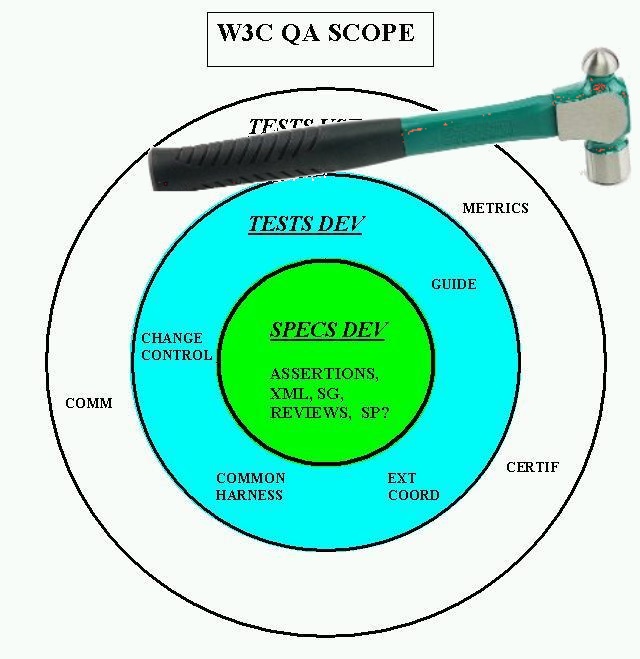 W3C QA SCOPE
TESTS
TESTS DEV
METRICS
GUIDE
SPECS DEV
CHANGE
CONTROL
ASSERTIONS,
XML, SG,
REVIEWS, SP?
COMM
COMMON
HARNESS
EXT
COORD
CERTIF